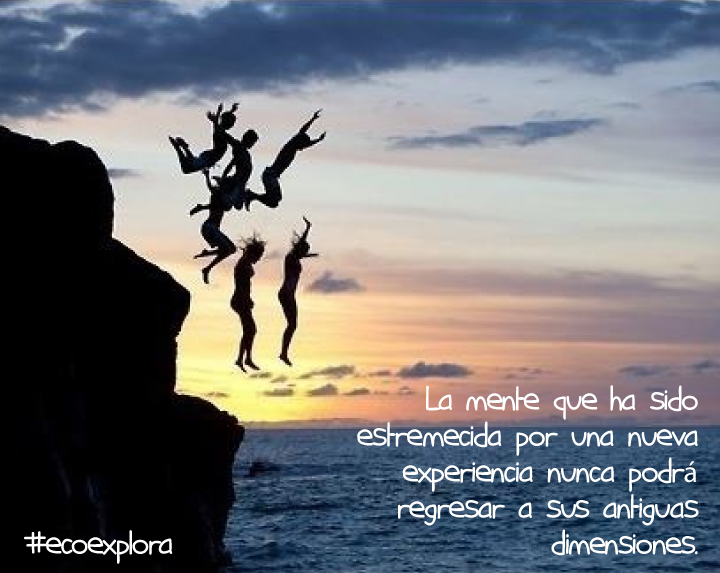 La mente que ha sido
estremecida por una nueva
experiencia nunca podrá
regresar a sus antiguas
dimensiones.
#ecoexplora